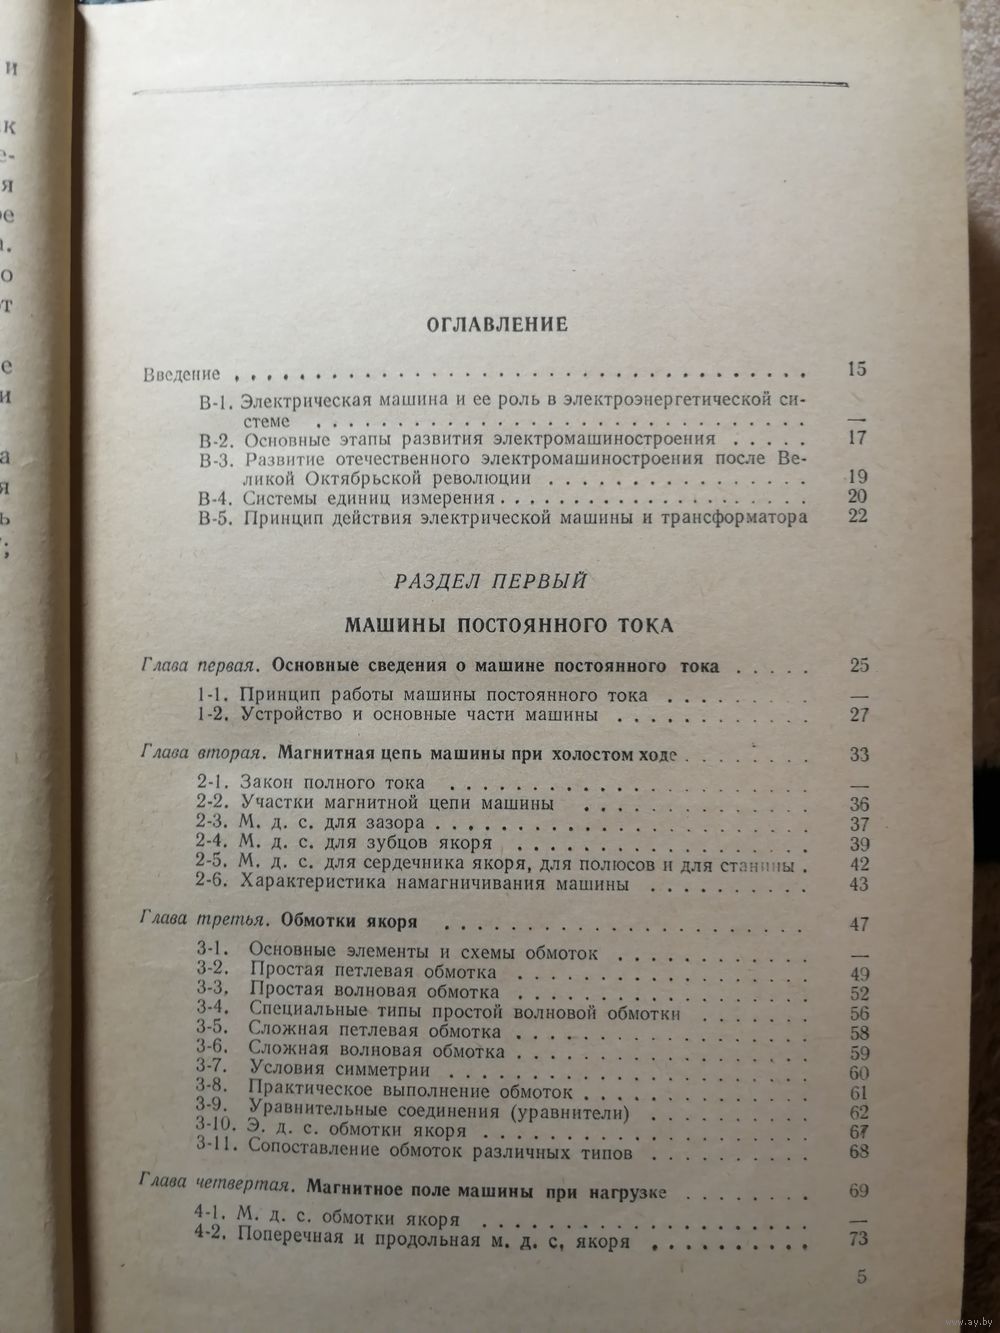 ОГЛАВЛЕНИЕ
Введение . . . . . . . . . . . . . . . . . . . . . . . . . . . . . . . . . . . 15
В-1. Электрическая машина и ее роль в электроэнергетической си-
стеме . . . . . . . . . . . . . . . . . . . . . . . . . . . . . . —
В-2. Основные этапы развития электромашиностроения . . . . . 17
В-3. Развитие отечественного электромашиностроения после Ве-
ликой Октябрьской революции . . . . . . . . . . . . . . . . 19
В-4. Системы единиц измерения . . . . . . . . . . . . . . . . . . . 20
В-5. Принцип действия электрической машины и трансформатора 22
РАЗДЕЛ ПЕРВЫЙ
МАШИНЫ ПОСТОЯННОГО ТОКА
Глава первая. Основные сведения о машине постоянного тока . . . . . 25
1-1. Принцип работы машины постоянного тока . . . . . . . . . —
1-2. Устройство и основные части машины . . . . . . . . . . . . 27
Глава вторая. Магнитная цепь машины при холостом ходе . . . . . . . . 33
2-1. Закон полного тока . . . . . . . . . . . . . . . . . . . . . . —
2-2. Участки магнитной цепи машины . . . . . . . . . . . . . . 36
2-3. М. д. с. для зазора . . . . . . . . . . . . . . . . . . . . . . . 37
2-4. М. д. с. для зубцов якоря . . . . . . . . . . . . . . . . . . 39
2-5. М. д. с. для сердечника якоря, для полюсов и для станины . 42
2-6. Характеристика намагничивания машины . . . . . . . . . . 43
Глава третья. Обмотки якоря . . . . . . . . . . . . . . . . . . . . . . 47
3-1. Основные элементы и схемы обмоток . . . . . . . . . . . . —
3-2. Простая петлевая обмотка . . . . . . . . . . . . . . . . . . 49
3-3. Простая волновая обмотка . . . . . . . . . . . . . . . . . . 52
3-4. Специальные типы простой волновой обмотки . . . . . . . 56
3-5. Сложная петлевая обмотка . . . . . . . . . . . . . . . . . . 58
3-6. Сложная волновая обмотка . . . . . . . . . . . . . . . . . . 59
3-7. Условия симметрии . . . . . . . . . . . . . . . . . . . . . . 60
3-8. Практическое выполнение обмоток . . . . . . . . . . . . . . 61
3-9. Уравнительные соединения (уравнители) . . . . . . . . . . 62
3-10. Э. д. с. обмотки якоря . . . . . . . . . . . . . . . . . . . . 67
3-11. Сопоставление обмоток различных типов . . . . . . . . . . 68
Глава четвертая. Магнитное поле машины при нагрузке . . . . . . . . 69
4-1. М. д. с. обмотки якоря . . . . . . . . . . . . . . . . . . . . —
4-2. Поперечная и продольная м. д. с, якоря . . . . . . . . . . 73
5
www.ay.by